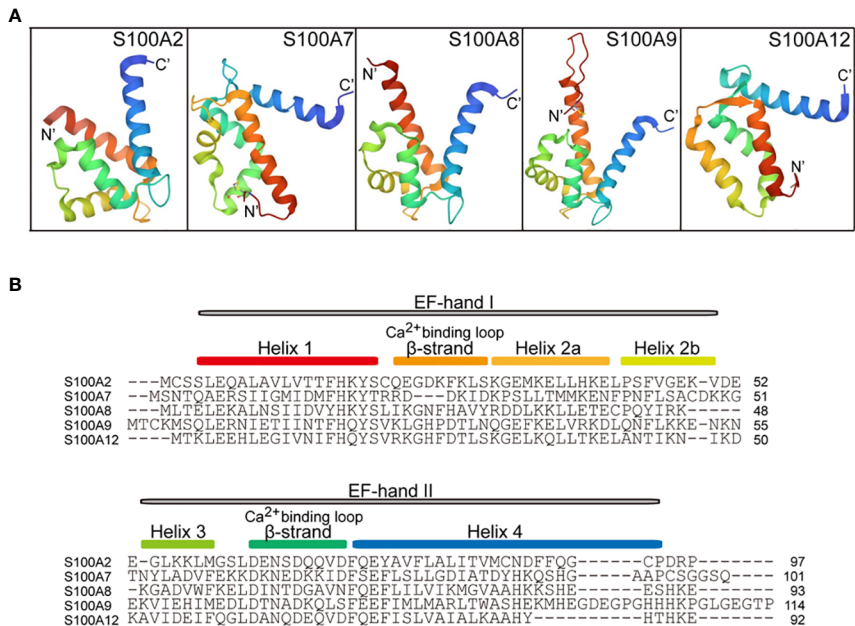 A
S100A2 S100A7 S100A8 S100A9 S100A12
N' C' N' C' N' C' N' C' N' C'
B
EF-hand I
Helix 1 Ca2+binding loop β-strand Helix 2a Helix 2b
S100A2 ---MCSSLEQALAVLVTTFHKYSCQEGDKFKLSKGEMKELLHKELPSFVGEK-VDE 52
S100A7 --MSNTQAERSIIGMIDMFHKYTRRD---DKIDKPSLLTMMKENFPNFLSACDKKG 51
S100A8 ---MLTELEKALNSIIDVYHKYSLIKGNFHAVYRDDLKKLLETECPQYIRK----- 48
S100A9 MTCKMSQLERNIETIINTFHQYSVKLGHPDTLNQGEFKELVRKDLQNFLKKE-NKN 55
S100A12 ---MTKLEEHLEGIVNIFHQYSVRKGHFDTLSKGELKQLLTKELANTIKN--IKD 50
EF-hand II
Helix 3 Ca2+binding loop β-strand Helix 4
S100A2 E-GLKKLMGSLDENSDQQVDFQEYAVFLALITVMCNDFFQG------CPDRP------ 97
S100A7 TNYLADVFEKKDKNEDKKIDFSEFLSLLGDIATDYHKQSHG------AAPCSGGSQ-- 101
S100A8 -KGADVWFKELDINTDGAVNFQEFLILVIKMGVAAHKKSHE------ESHKE------ 93
S100A9 EKVIEHIMEDLDTNADKQLSFEEFIMLMARLTWASHEKMHEGDEGPGHHHKPGLGEGTP 114
S100A12 KAVIDEIFQGLDANQDEQVDFQEFISLVAIALKAAHY---------HTHKE------ 92